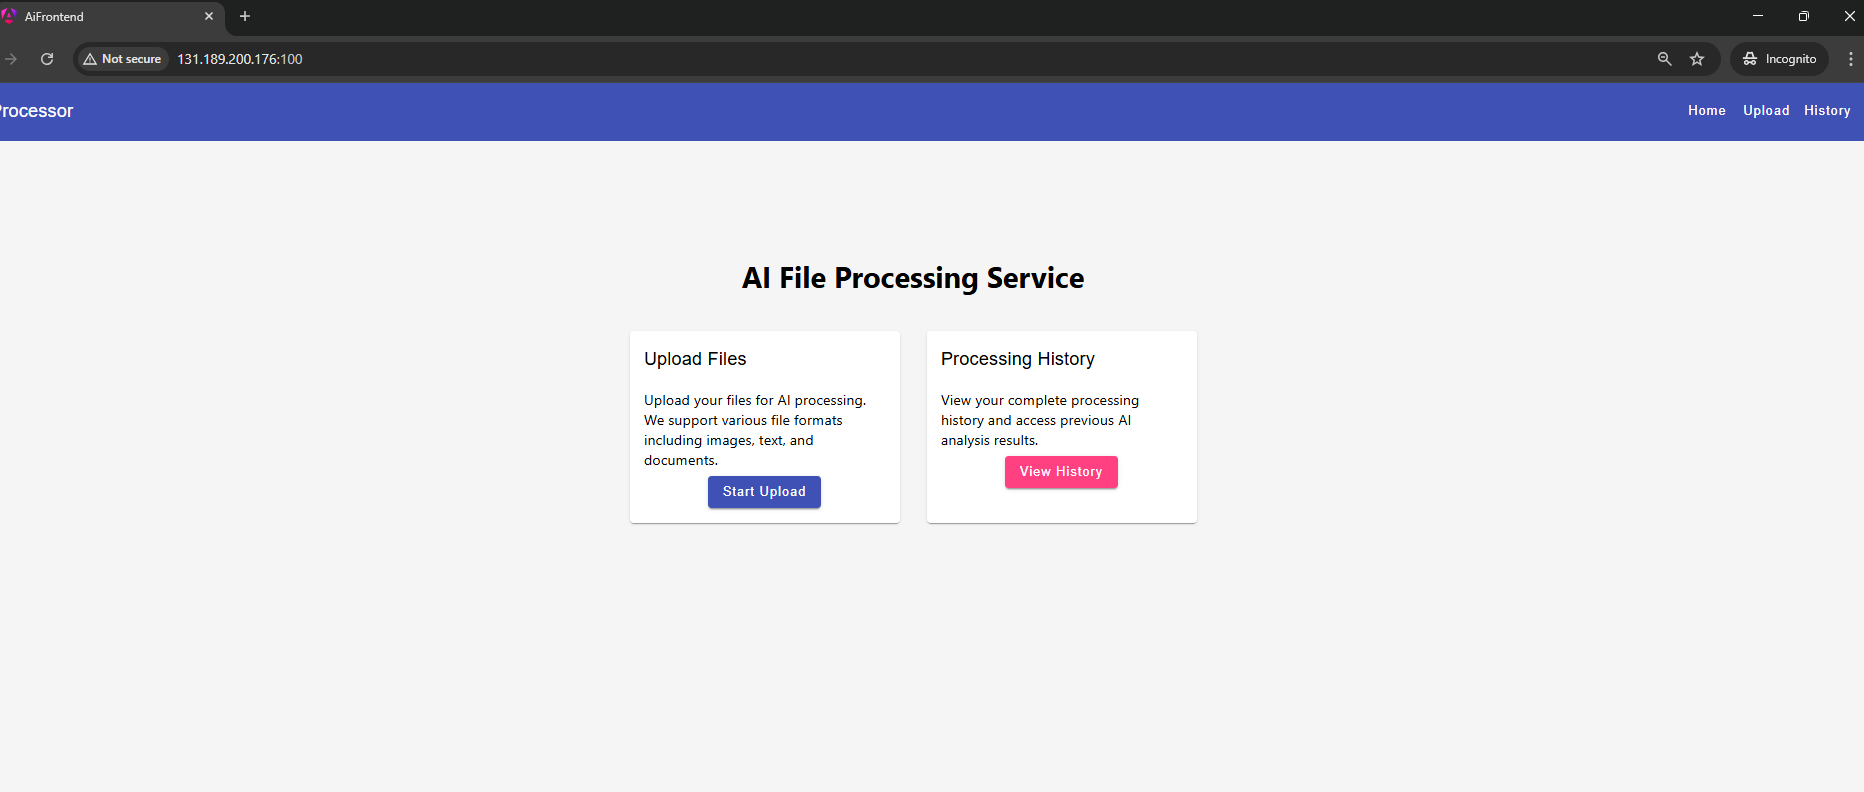 AiFrontend
Not secure
131.189.200.176:100
Incognito
rocessor
Home Upload History
AI File Processing Service
Upload Files
Upload your files for AI processing.
We support various file formats
including images, text, and
documents.
Start Upload
Processing History
View your complete processing
history and access previous AI
analysis results.
View History